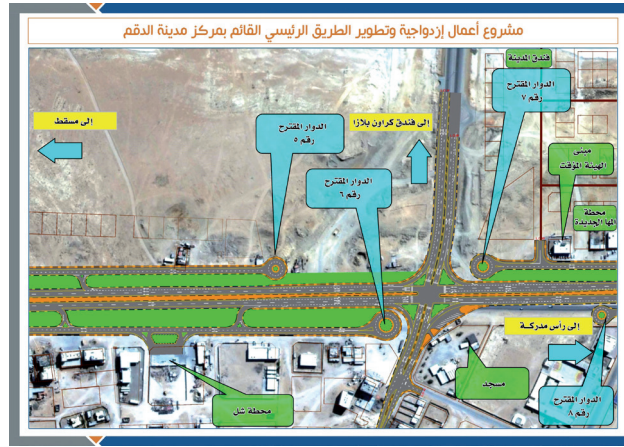 مشروع أعمال إزدواجية وتطوير الطريق الرئيسي القائم بمركز مدينة الدقم
فندق المدينة
الدوار المقترح
رقم ٧
إلى فندق كراون بلازا
الدوار المقترح
رقم ٥
إلى مسقط
مبنى
الهيئة المؤقت
الدوار المقترح
رقم ٦
محطة
المها الجديدة
إلى رأس مدركة
مسجد
الدوار المقترح
رقم ٨
محطة شل